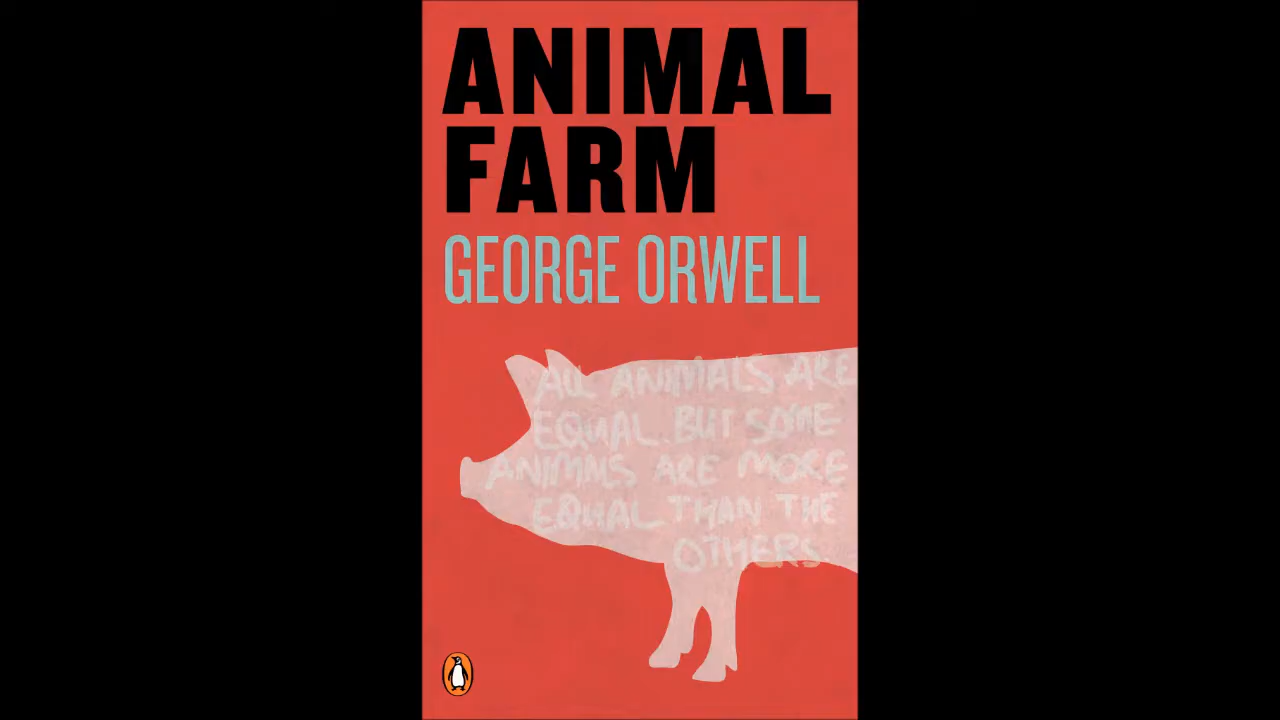 ANIMAL
FARM
GEORGE ORWELL
ALL ANIMALS ARE
EQUAL. BUT SOME
ANIMALS ARE MORE
EQUAL THAN THE
OTHERS.